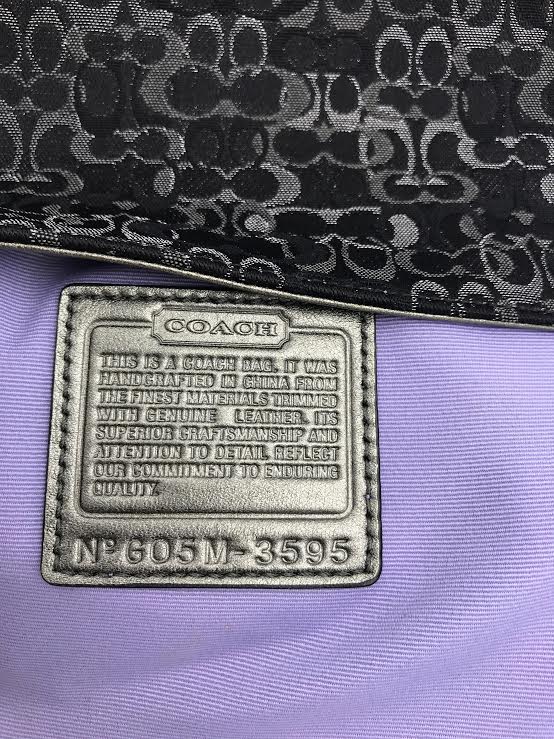 COACH
THIS IS A COACH BAG. IT WAS
HANDCRAFTED IN CHINA FROM
THE FINEST MATERIALS TRIMMED
WITH GENUINE LEATHER. ITS
SUPERIOR CRAFTSMANSHIP AND
ATTENTION TO DETAIL REFLECT
OUR COMMITMENT TO ENDURING
QUALITY.
Nº G05M-3595